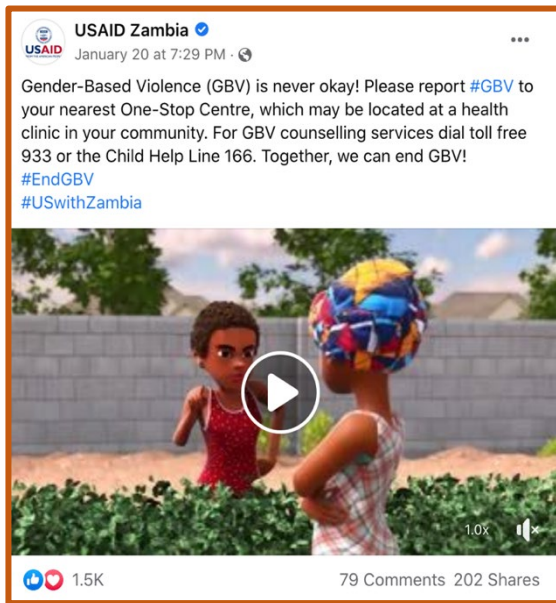 USAID Zambia
USAID
January 20 at 7:29 PM ·
Gender-Based Violence (GBV) is never okay! Please report #GBV to
your nearest One-Stop Centre, which may be located at a health
clinic in your community. For GBV counselling services dial toll free
933 or the Child Help Line 166. Together, we can end GBV!
#EndGBV
#USwithZambia
1.0x
1.5K
79 Comments 202 Shares